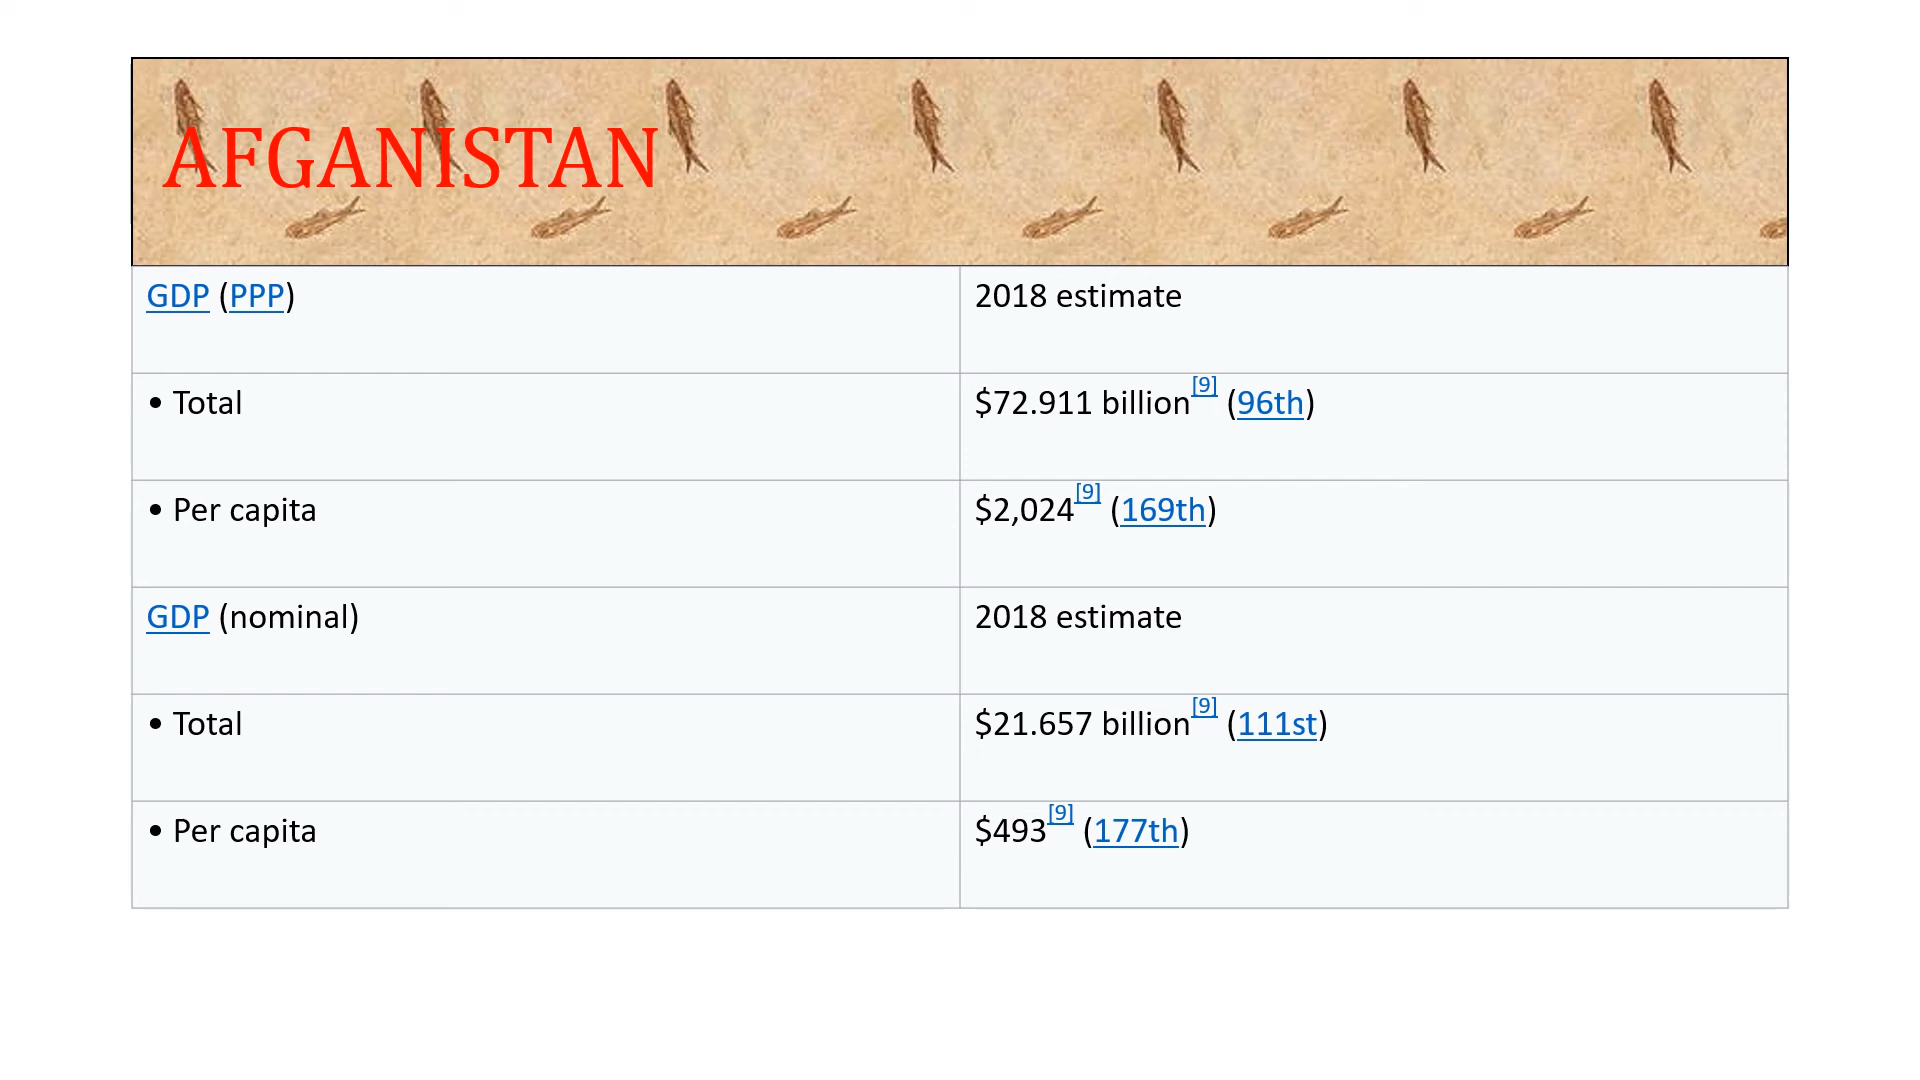 AFGANISTAN
GDP (PPP) 2018 estimate
• Total $72.911 billion[9] (96th)
• Per capita $2,024[9] (169th)
GDP (nominal) 2018 estimate
• Total $21.657 billion[9] (111st)
• Per capita $493[9] (177th)